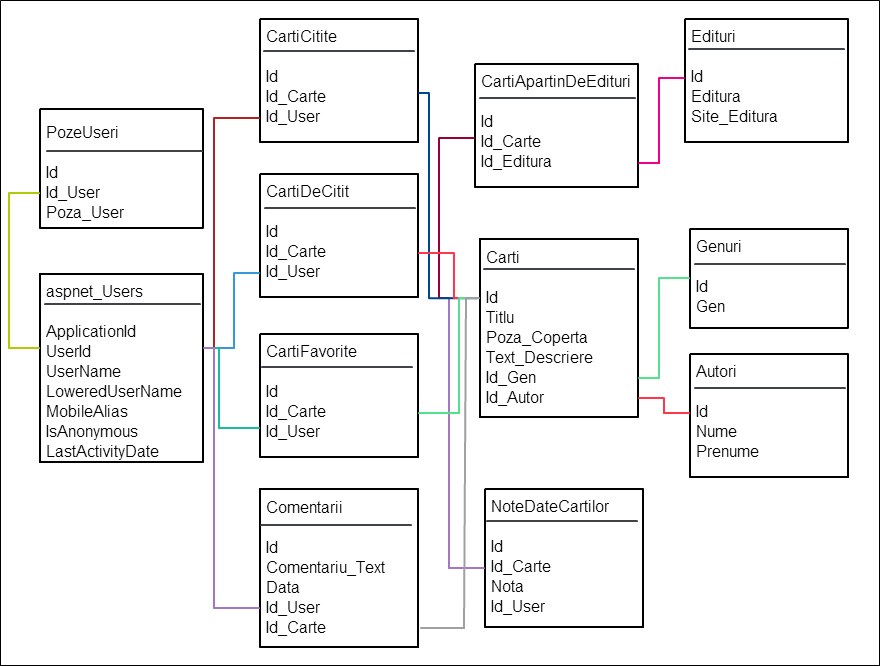 PozeUseri
Id
Id_User
Poza_User
aspnet_Users
ApplicationId
UserId
UserName
LoweredUserName
MobileAlias
IsAnonymous
LastActivityDate
CartiCitite
Id
Id_Carte
Id_User
CartiDeCitit
Id
Id_Carte
Id_User
CartiFavorite
Id
Id_Carte
Id_User
Comentarii
Id
Comentariu_Text
Data
Id_User
Id_Carte
CartiApartinDeEdituri
Id
Id_Carte
Id_Editura
Carti
Id
Titlu
Poza_Coperta
Text_Descriere
Id_Gen
Id_Autor
NoteDateCartilor
Id
Id_Carte
Nota
Id_User
Edituri
Id
Editura
Site_Editura
Genuri
Id
Gen
Autori
Id
Nume
Prenume